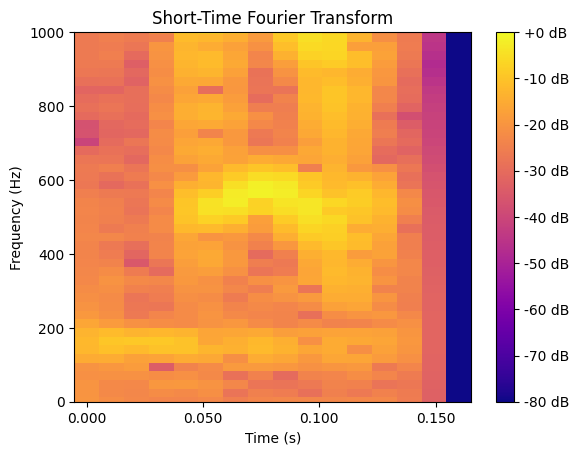 Short-Time Fourier Transform
Frequency (Hz)
1000
800
600
400
200
0
0.000
0.050
0.100
0.150
Time (s)
+0 dB
-10 dB
-20 dB
-30 dB
-40 dB
-50 dB
-60 dB
-70 dB
-80 dB